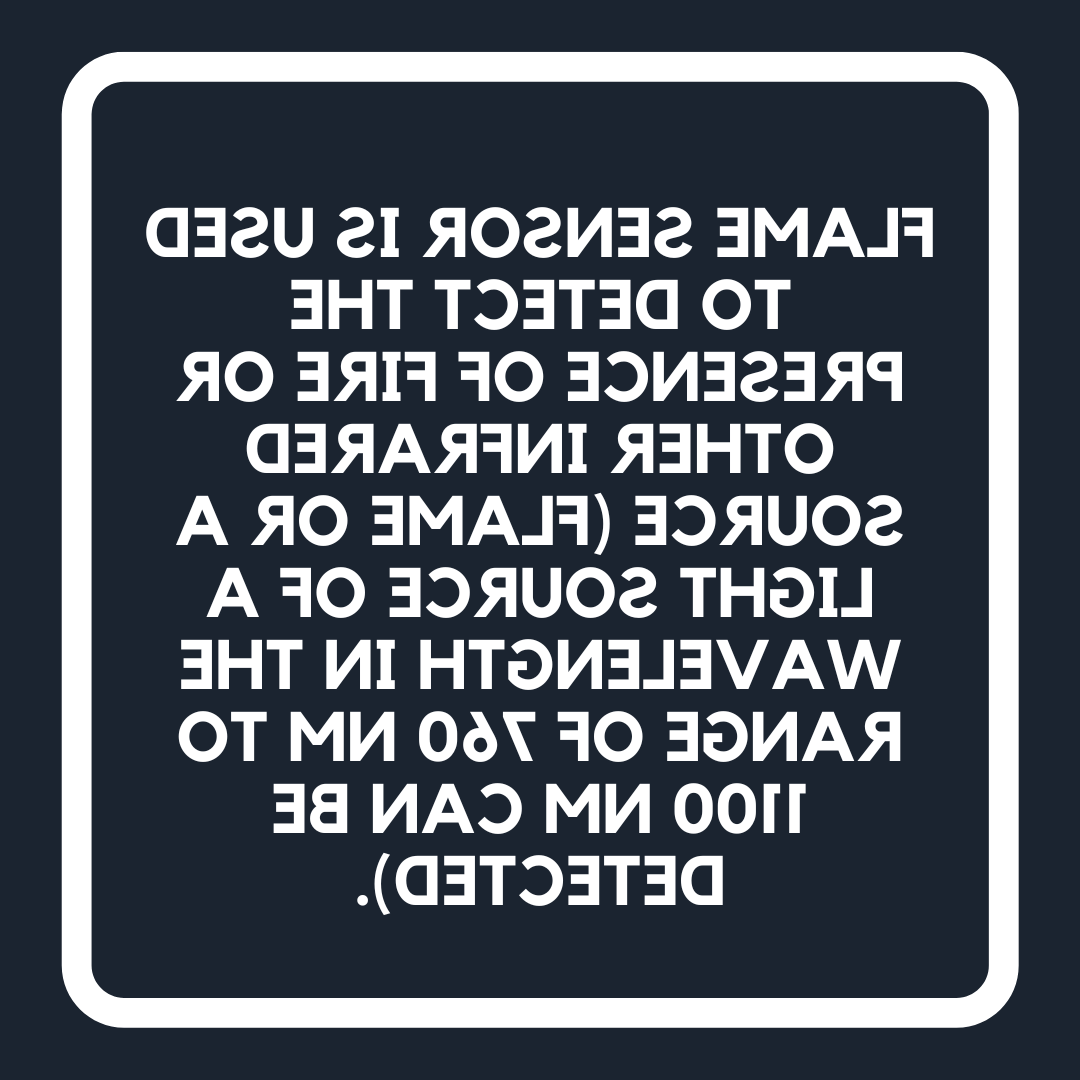 FLAME SENSOR IS USED
TO DETECT THE
PRESENCE OF FIRE OR
OTHER INFRARED
SOURCE (FLAME OR A
LIGHT SOURCE OF A
WAVELENGTH IN THE
RANGE OF 760 NM TO
1100 NM CAN BE
DETECTED).